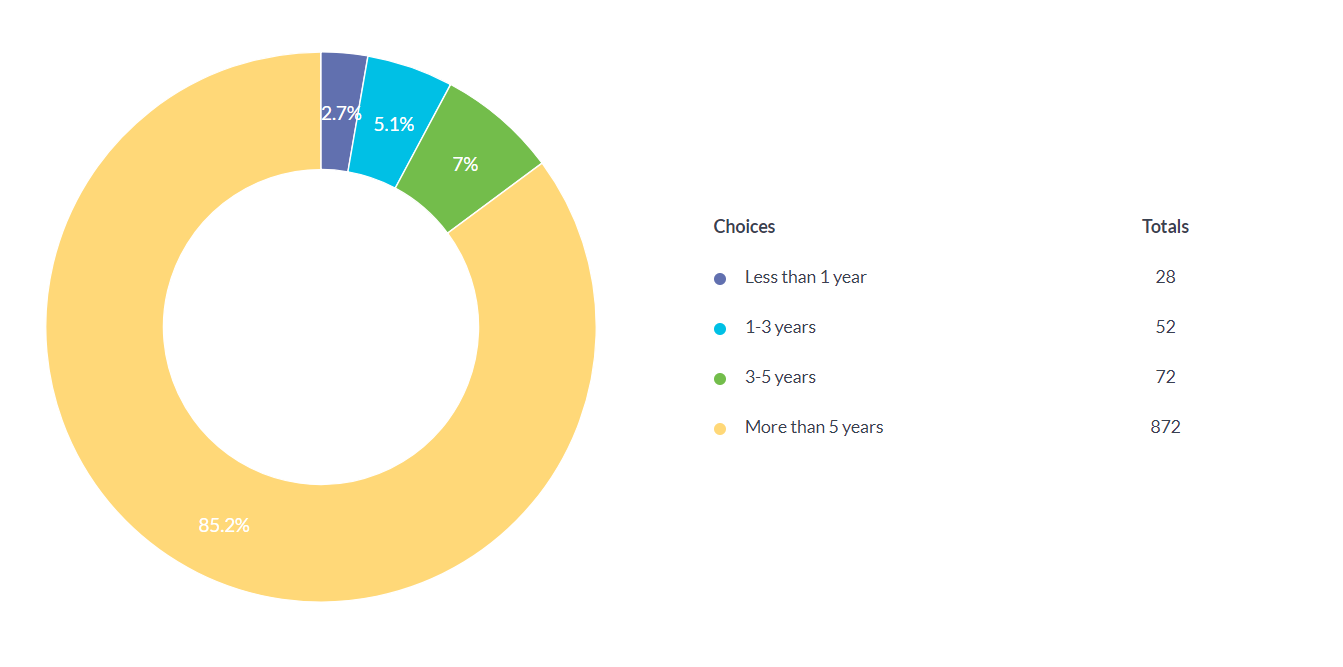 2.7%
5.1%
7%
85.2%
Choices Totals
Less than 1 year 28
1-3 years 52
3-5 years 72
More than 5 years 872